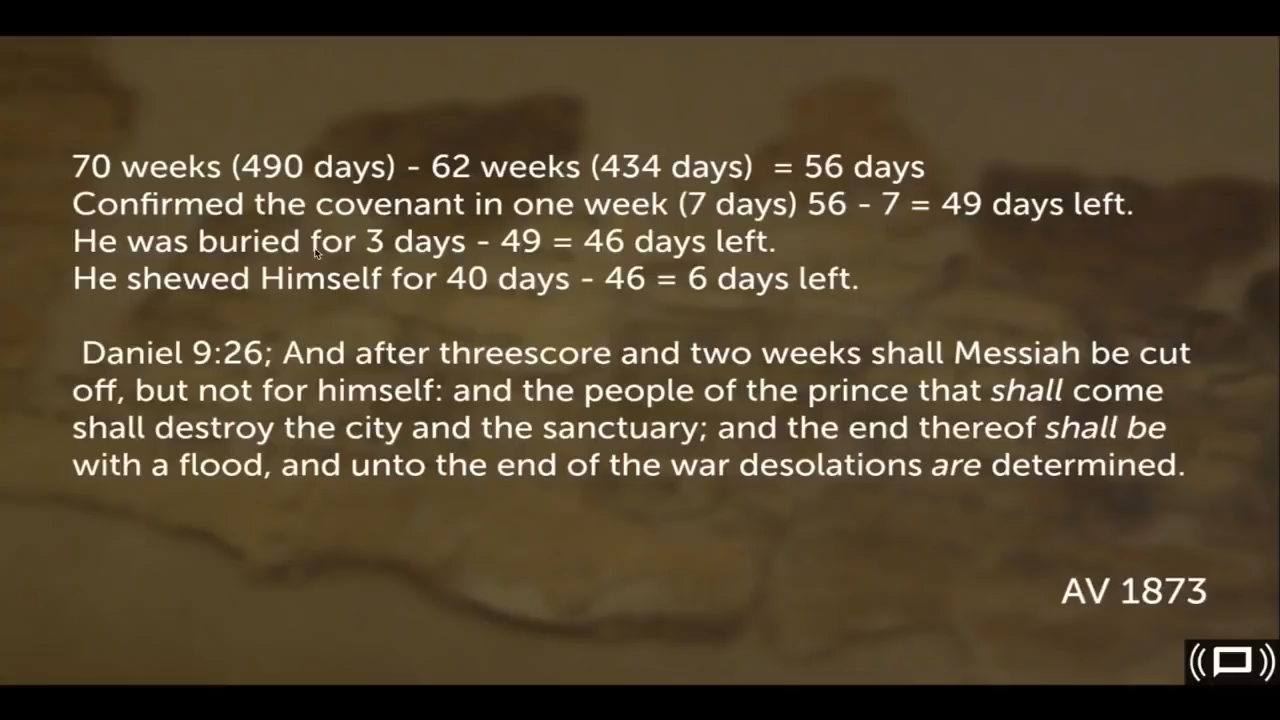 70 weeks (490 days) - 62 weeks (434 days)  = 56 days
Confirmed the covenant in one week (7 days) 56 - 7 = 49 days left.
He was buried for 3 days - 49 = 46 days left.
He shewed Himself for 40 days - 46 = 6 days left.
Daniel 9:26; And after threescore and two weeks shall Messiah be cut
off, but not for himself: and the people of the prince that shall come
shall destroy the city and the sanctuary; and the end thereof shall be
with a flood, and unto the end of the war desolations are determined.
AV 1873